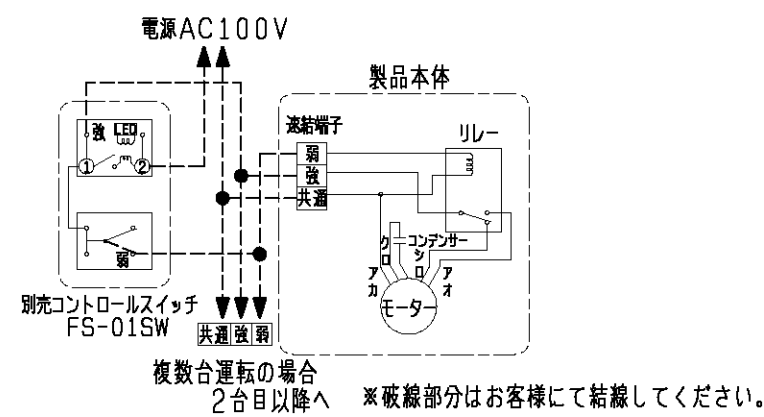 電源AC100V
製品本体
強 LED
① ②
弱
別売コントロールスイッチ
FS-01SW
速結端子
弱
強
共通
リレー
クロ
コンデンサー
シロ
アカ
アオ
モーター
共通 強 弱
複数台運転の場合
2台目以降へ
※破線部分はお客様にて結線してください。